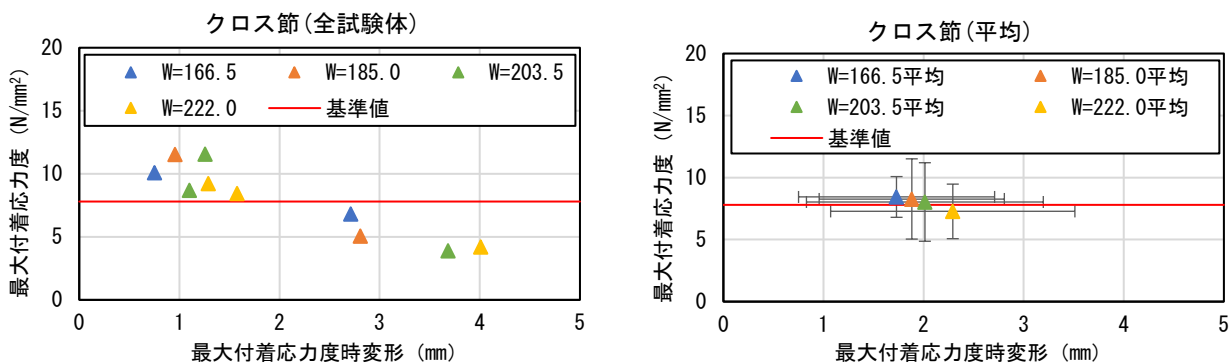 クロス節(全試験体)
最大付着応力度 (N/mm²)
20
15
10
5
0
W=166.5
W=185.0
W=203.5
W=222.0
基準値
0 1 2 3 4 5
最大付着応力度時変形 (mm)
クロス節(平均)
最大付着応力度 (N/mm²)
20
15
10
5
0
W=166.5平均
W=185.0平均
W=203.5平均
W=222.0平均
基準値
0 1 2 3 4 5
最大付着応力度時変形 (mm)